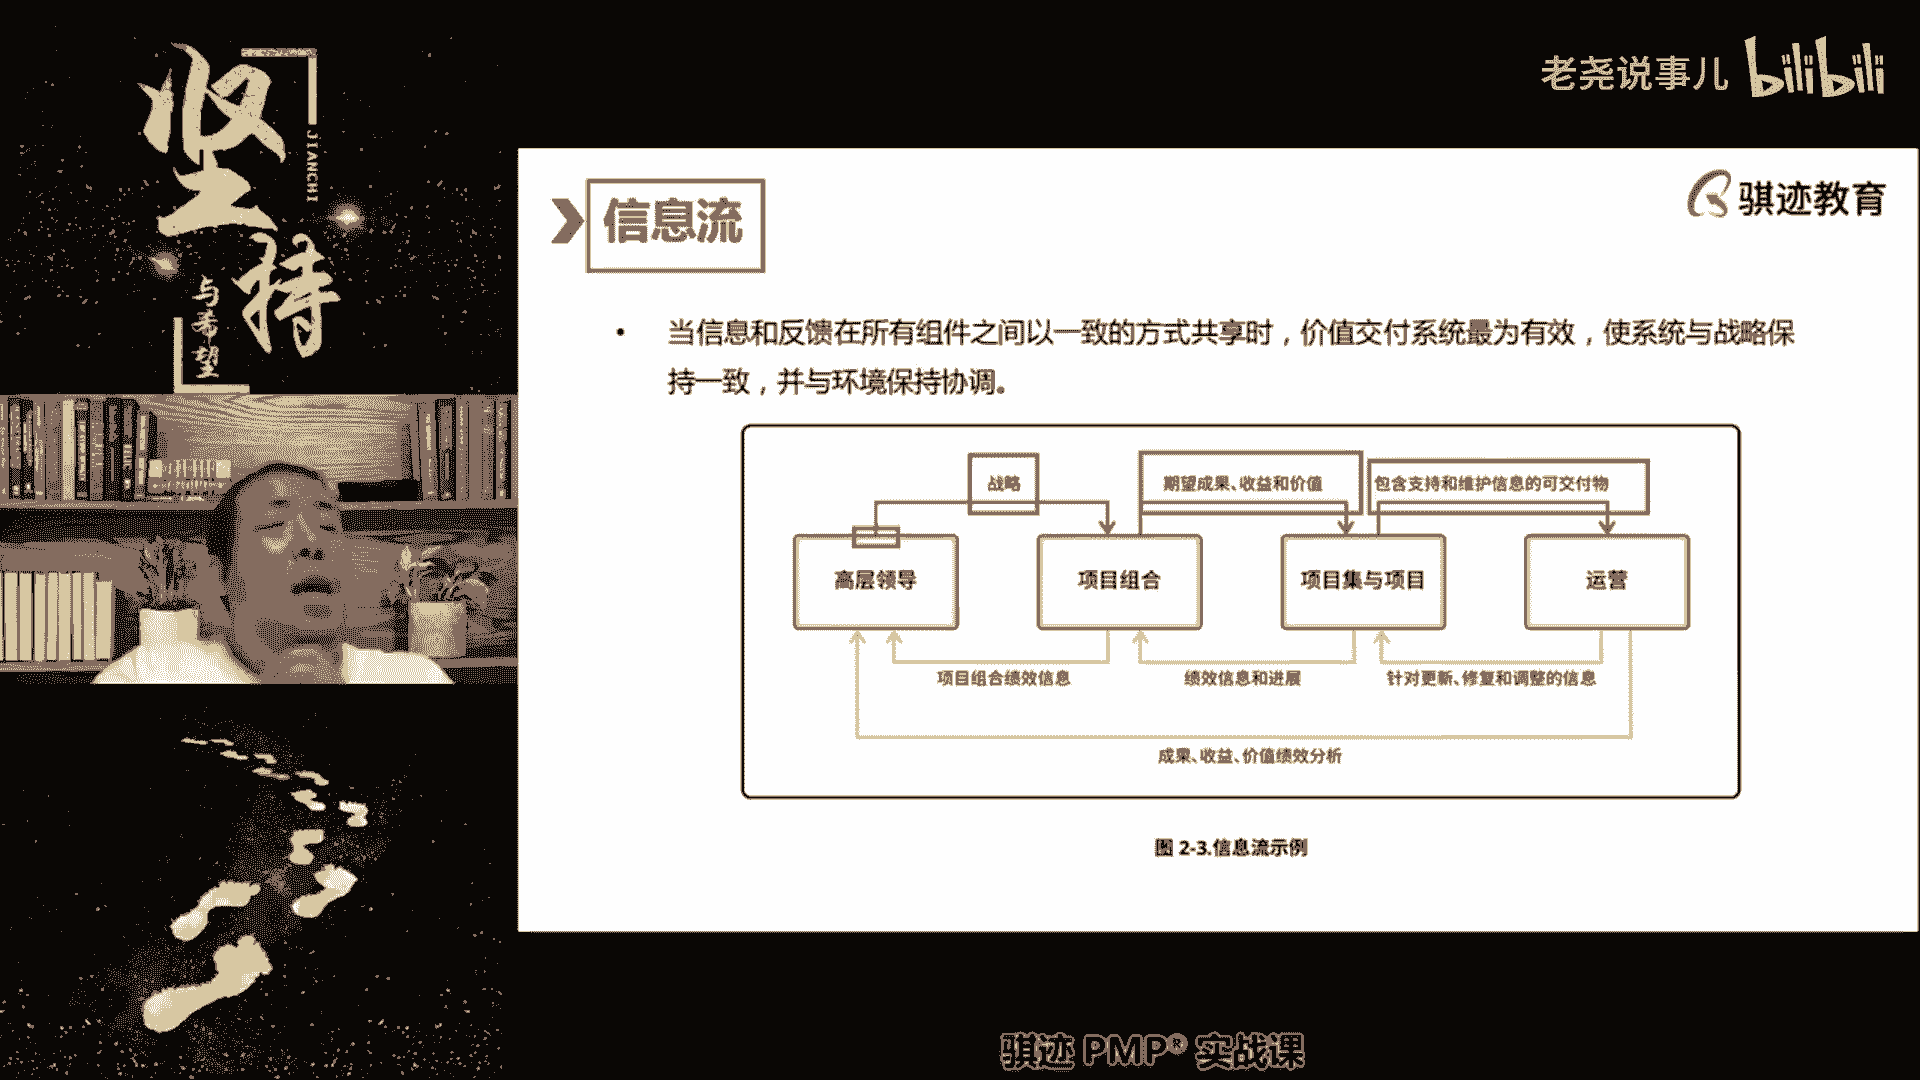 坚持
JIANCHI
与希望
老尧说事儿 bilibili
骐迹教育
信息流
• 当信息和反馈在所有组件之间以一致的方式共享时，价值交付系统最为有效，使系统与战略保
持一致，并与环境保持协调。
战略
期望成果、收益和价值
包含支持和维护信息的可交付物
高层领导
项目组合
项目集与项目
运营
项目组合绩效信息
绩效信息和进展
针对更新、修复和调整的信息
成果、收益、价值绩效分析
图 2-3.信息流示例
骐迹 PMP® 实战课